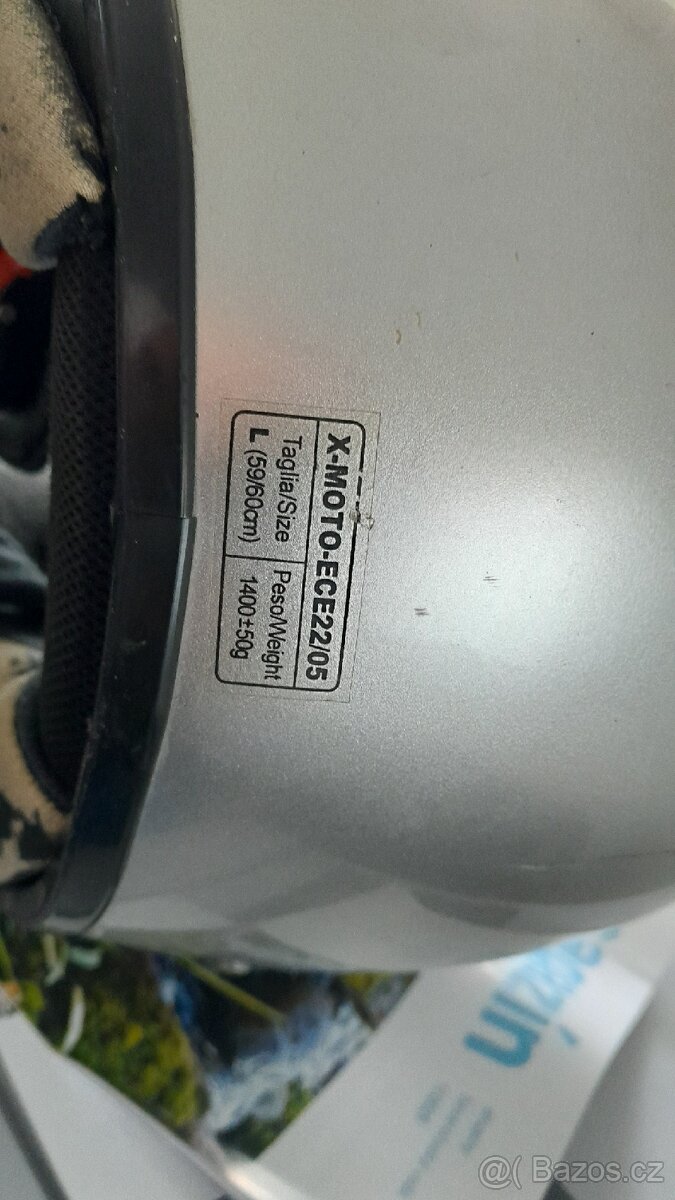 X-MOTO-ECE22/05
Taglia/Size Peso/Weight
L (59/60cm) 1400±50g
@( Bazos.cz